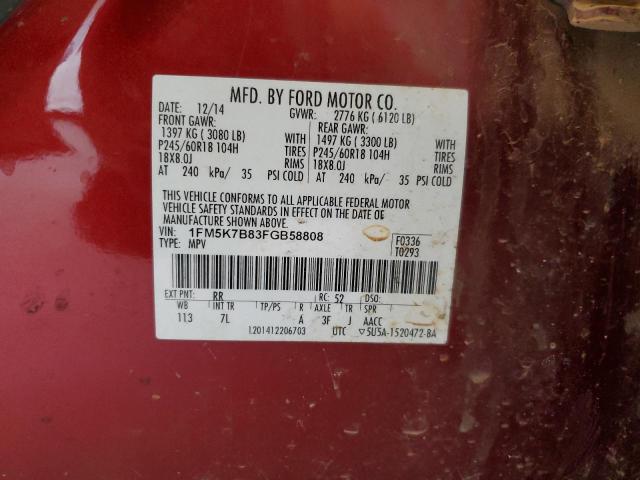 MFD. BY FORD MOTOR CO.
DATE: 12/14 GVWR: 2776 KG ( 6120 LB)
FRONT GAWR: REAR GAWR:
1397 KG ( 3080 LB) WITH 1497 KG ( 3300 LB) WITH
P245/60R18 104H TIRES P245/60R18 104H TIRES
18X8.0J RIMS 18X8.0J RIMS
AT 240 kPa/ 35 PSI COLD AT 240 kPa/ 35 PSI COLD
THIS VEHICLE CONFORMS TO ALL APPLICABLE FEDERAL MOTOR
VEHICLE SAFETY STANDARDS IN EFFECT ON THE DATE OF
MANUFACTURE SHOWN ABOVE.
VIN: 1FM5K7B83FGB58808 F0336
TYPE: MPV T0293
EXT PNT: RR RC: 52 DSO:
WB INT TR TP/PS R AXLE TR SPR
113 7L A 3F J AACC
1201412206703 UTC 5U5A-1520472-BA